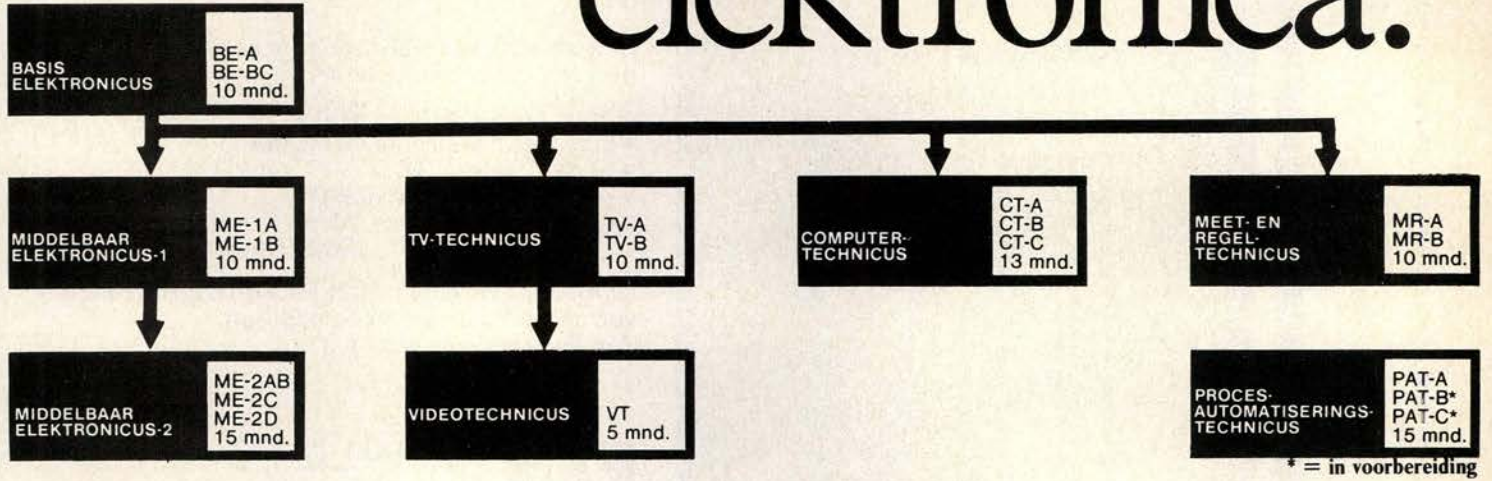 elektronica.
BASIS
ELEKTRONICUS
BE-A
BE-BC
10 mnd.
MIDDELBAAR
ELEKTRONICUS-1
ME-1A
ME-1B
10 mnd.
TV-TECHNICUS
TV-A
TV-B
10 mnd.
COMPUTER-
TECHNICUS
CT-A
CT-B
CT-C
13 mnd.
MEET- EN
REGEL-
TECHNICUS
MR-A
MR-B
10 mnd.
MIDDELBAAR
ELEKTRONICUS-2
ME-2AB
ME-2C
ME-2D
15 mnd.
VIDEOTECHNICUS
VT
5 mnd.
PROCES-
AUTOMATISERINGS-
TECHNICUS
PAT-A
PAT-B*
PAT-C*
15 mnd.
* = in voorbereiding